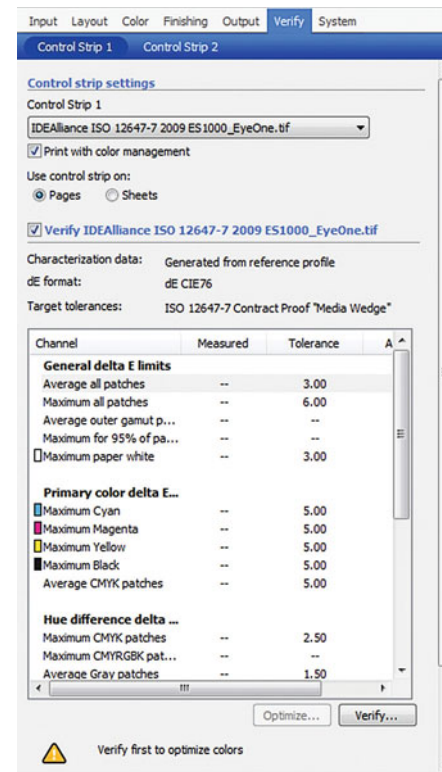 Input Layout Color Finishing Output Verify System
Control Strip 1 Control Strip 2
Control strip settings
Control Strip 1
IDEAlliance ISO 12647-7 2009 ES1000_EyeOne.tif
Print with color management
Use control strip on:
Pages Sheets
Verify IDEAlliance ISO 12647-7 2009 ES1000_EyeOne.tif
Characterization data: Generated from reference profile
dE format: dE CIE76
Target tolerances: ISO 12647-7 Contract Proof "Media Wedge"
Channel Measured Tolerance A
General delta E limits
Average all patches -- 3.00
Maximum all patches -- 6.00
Average outer gamut p... -- --
Maximum for 95% of pa... -- --
Maximum paper white -- 3.00
Primary color delta E...
Maximum Cyan -- 5.00
Maximum Magenta -- 5.00
Maximum Yellow -- 5.00
Maximum Black -- 5.00
Average CMYK patches -- 5.00
Hue difference delta ...
Maximum CMYK patches -- 2.50
Maximum CMYRGBK pat... -- --
Average Gray patches -- 1.50
Optimize... Verify...
Verify first to optimize colors